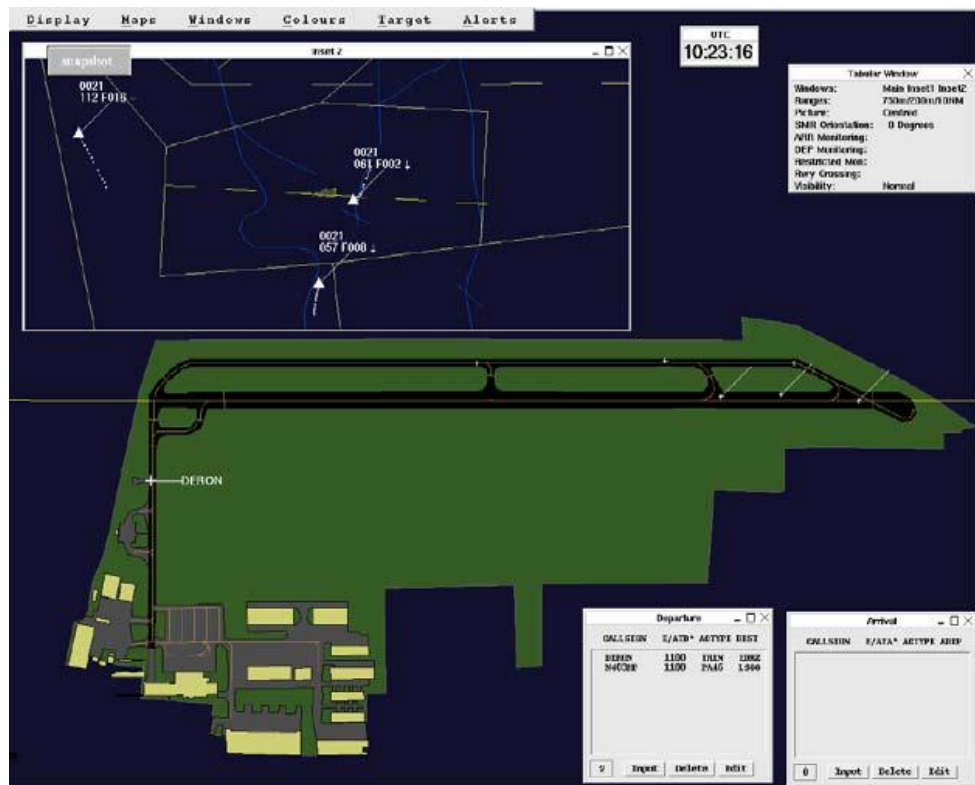 Display Maps Windows Colours Target Alerts
UTC
10:23:16
Inset 2
snapshot
0021
112 F016
0021
061 F002 ↓
0021
057 F008 ↓
Tabular Window
Windows: Main Inset1 Inset2
Ranges:
Picture: Centred
SMR Orientation: 0 Degrees
ARR Monitoring:
DEP Monitoring:
Restricted Mon:
Rwy Crossing:
Visibility: Normal
DERON
Departure
CALLSIGN E/ATD* ACTYPE DEST
DERON 1100
1100 PA46
2 Input Delete Edit
Arrival
CALLSIGN E/ATA* ACTYPE ADEP
0 Input Delete Edit